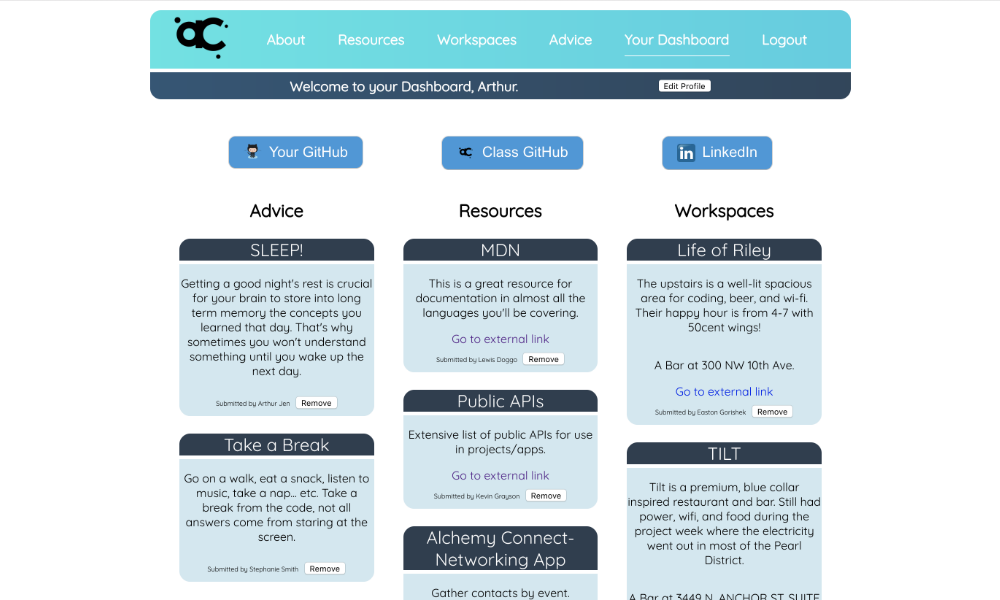 ac
About
Resources
Workspaces
Advice
Your Dashboard
Logout
Welcome to your Dashboard, Arthur.
Edit Profile
Your GitHub
ac Class GitHub
in LinkedIn
Advice
SLEEP!
Getting a good night's rest is crucial
for your brain to store into long
term memory the concepts you
learned that day. That's why
sometimes you won't understand
something until you wake up the
next day.
Submitted by Arthur Jen
Remove
Take a Break
Go on a walk, eat a snack, listen to
music, take a nap... etc. Take a
break from the code, not all
answers come from staring at the
screen.
Submitted by Stephanie Smith
Remove
Resources
MDN
This is a great resource for
documentation in almost all the
languages you'll be covering.
Go to external link
Submitted by Lewis Doggo
Remove
Public APIs
Extensive list of public APIs for use
in projects/apps.
Go to external link
Submitted by Kevin Grayson
Remove
Alchemy Connect-
Networking App
Gather contacts by event.
Workspaces
Life of Riley
The upstairs is a well-lit spacious
area for coding, beer, and wi-fi.
Their happy hour is from 4-7 with
50cent wings!
A Bar at 300 NW 10th Ave.
Go to external link
Submitted by Easton Gorishek
Remove
TILT
Tilt is a premium, blue collar
inspired restaurant and bar. Still had
power, wifi, and food during the
project week where the electricity
went out in most of the Pearl
District.
A Bar at 3449 N. ANCHOR ST. SUITE